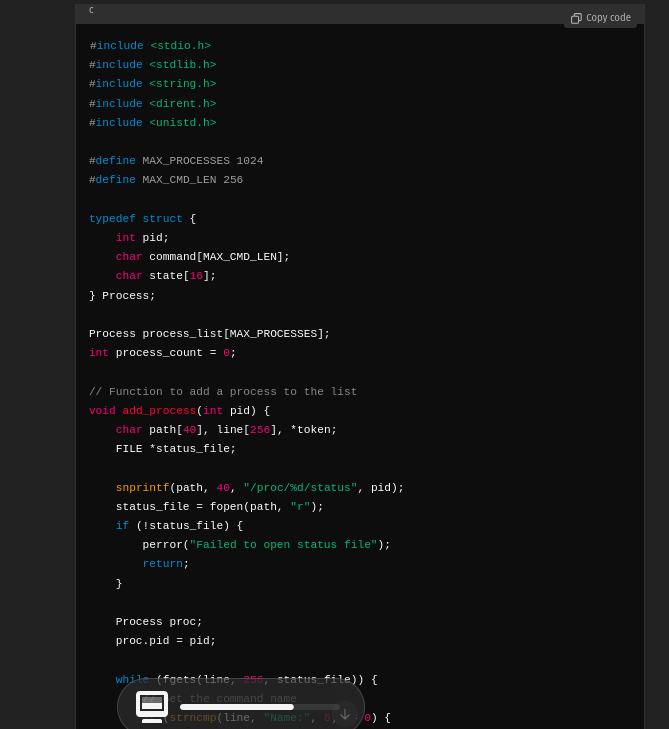 c
Copy code
#include <stdio.h>
#include <stdlib.h>
#include <string.h>
#include <dirent.h>
#include <unistd.h>
#define MAX_PROCESSES 1024
#define MAX_CMD_LEN 256
typedef struct {
    int pid;
    char command[MAX_CMD_LEN];
    char state[16];
} Process;
Process process_list[MAX_PROCESSES];
int process_count = 0;
// Function to add a process to the list
void add_process(int pid) {
    char path[40], line[256], *token;
    FILE *status_file;
    snprintf(path, 40, "/proc/%d/status", pid);
    status_file = fopen(path, "r");
    if (!status_file) {
        perror("Failed to open status file");
        return;
    }
    Process proc;
    proc.pid = pid;
    while (fgets(line, 256, status_file)) {
        the command name
        (strncmp(line, "Name:", 5) 0) {